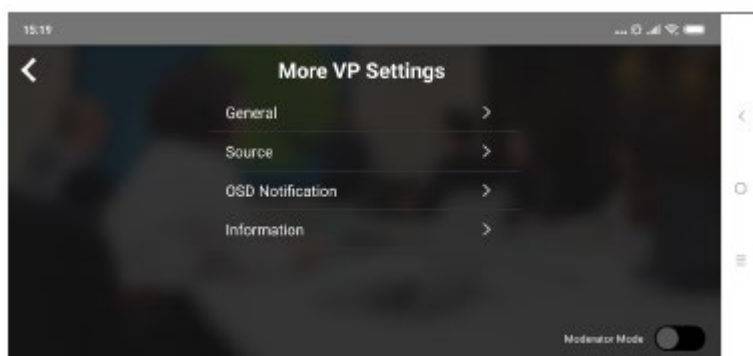 15:19
More VP Settings
General
Source
OSD Notification
Information
Moderator Mode